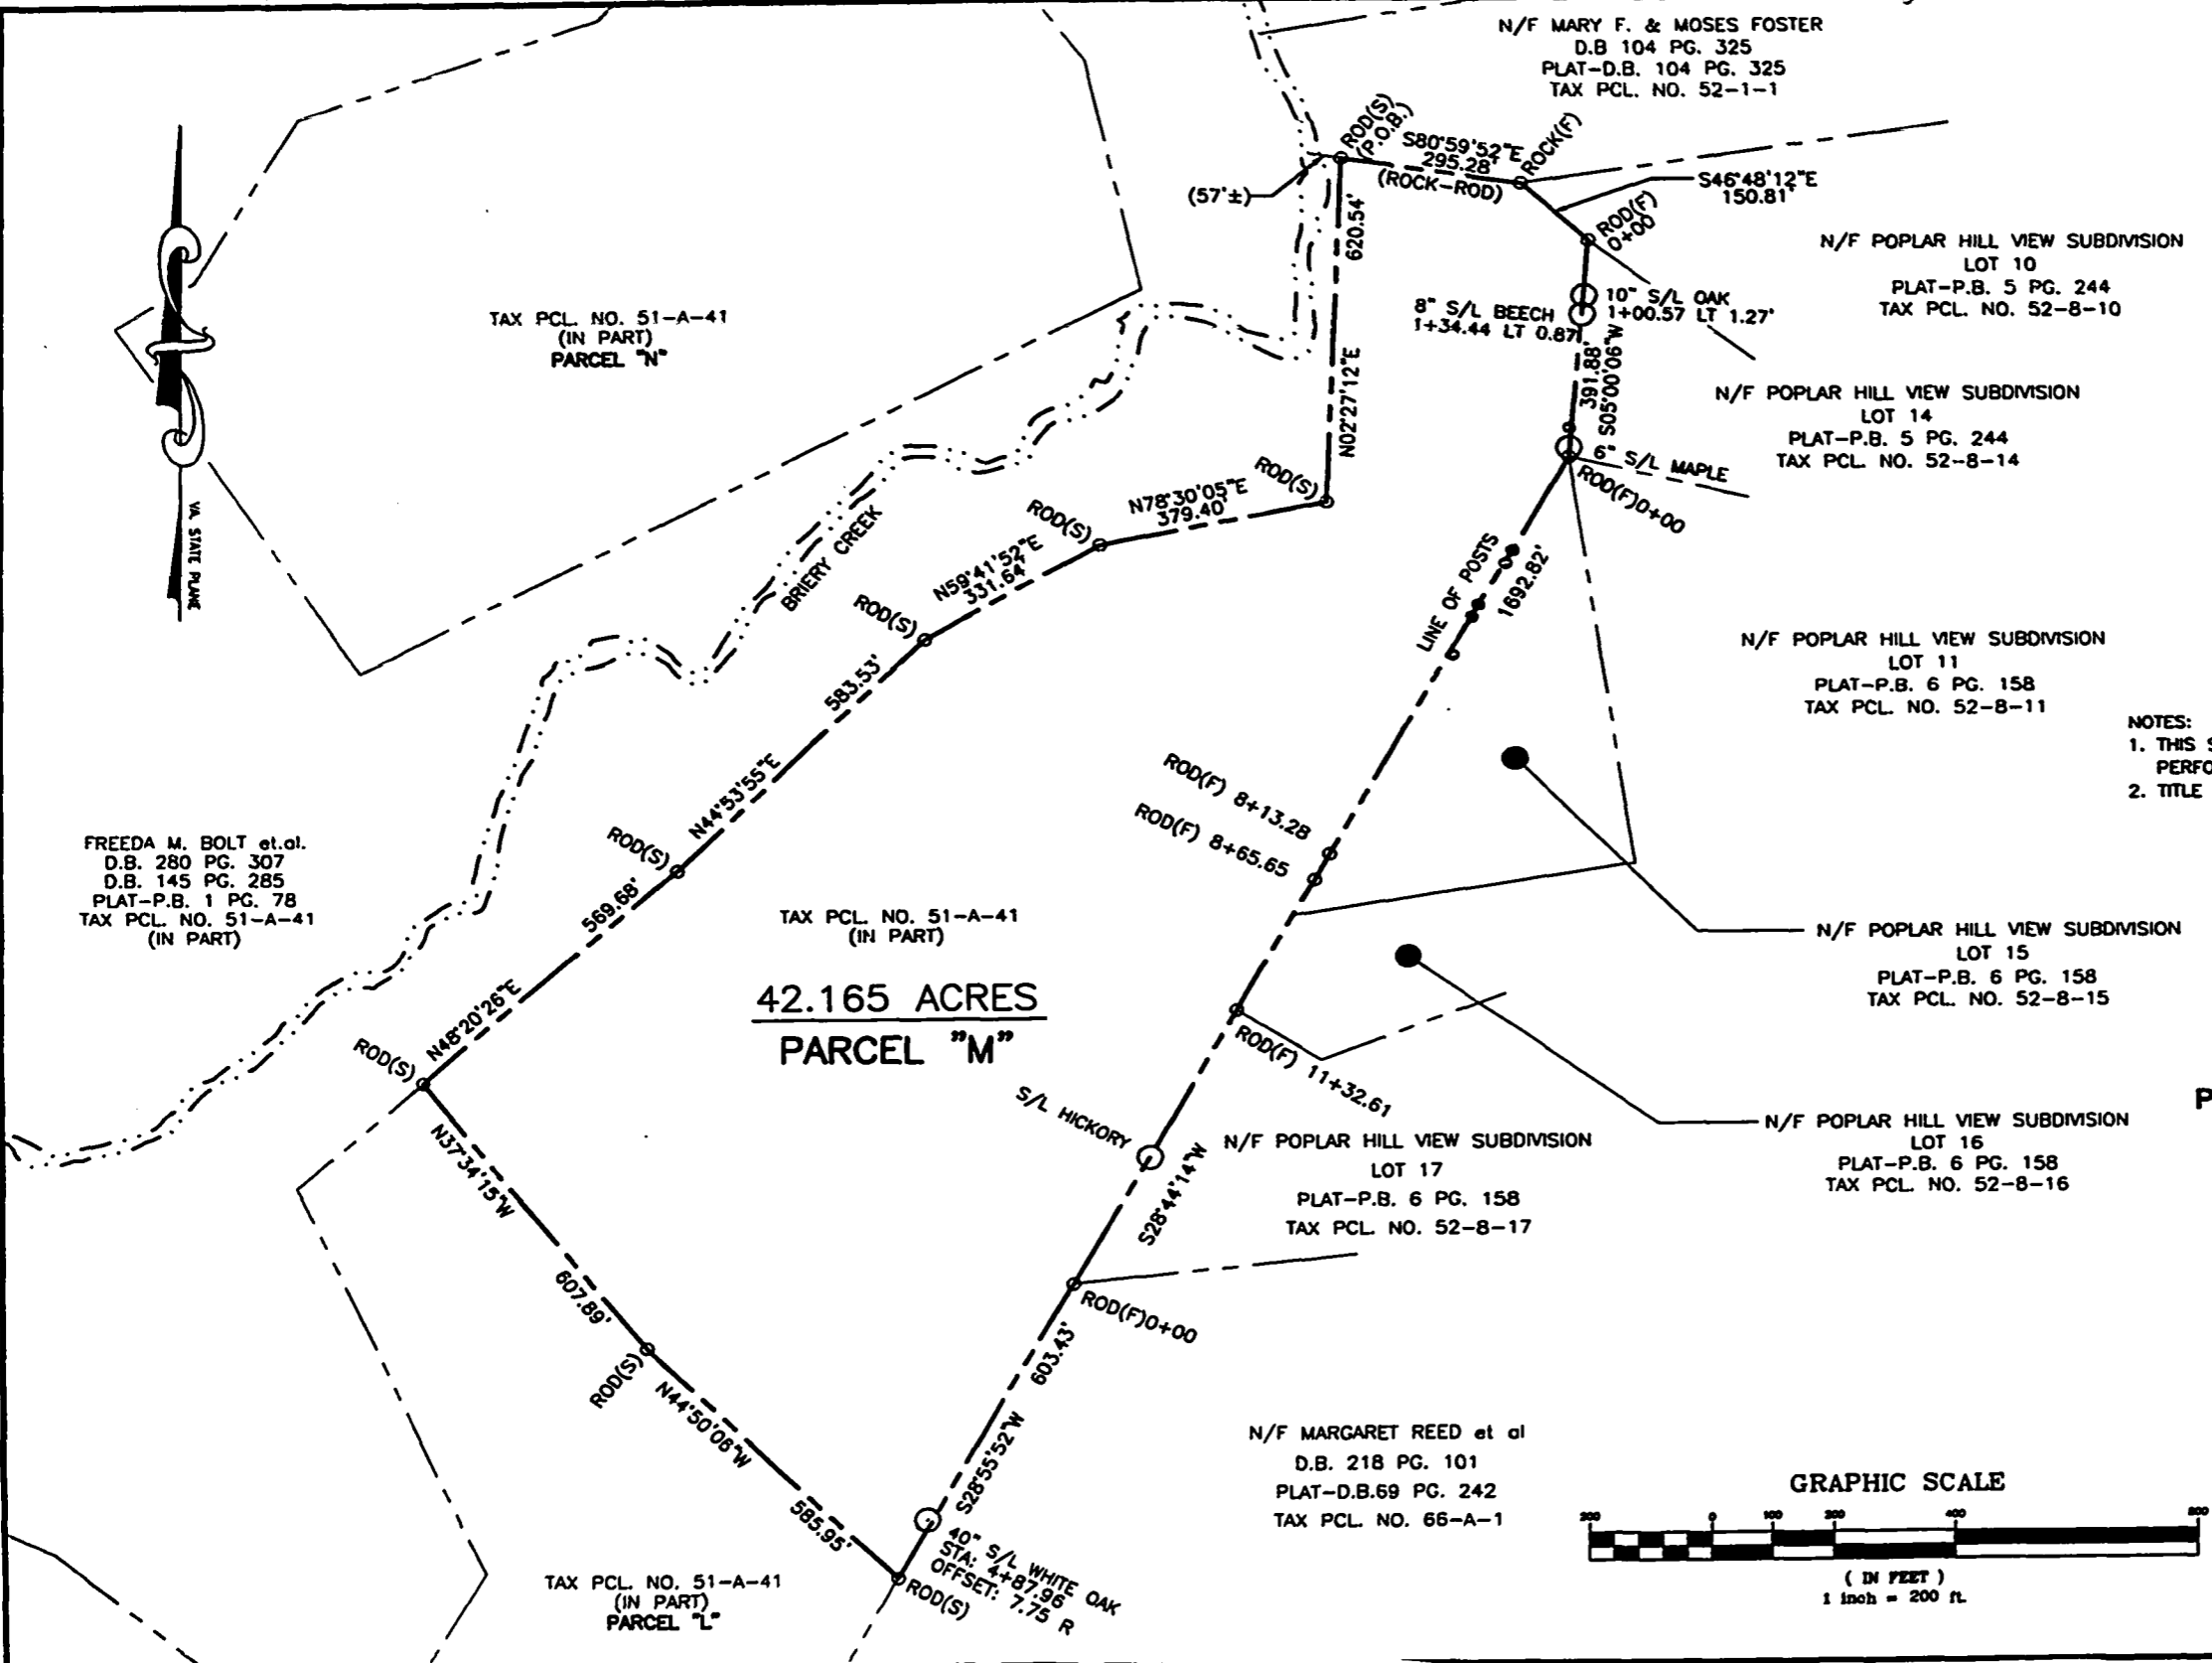 N/F MARY F. & MOSES FOSTER
D.B 104 PG. 325
PLAT-D.B. 104 PG. 325
TAX PCL. NO. 52-1-1
ROD(S)
(P.O.B.)
S80°59'52"E
295.28'
(ROCK-ROD)
ROCK(F)
S46°48'12"E
150.81'
(57'±)
ROD(F)
0+00
N/F POPLAR HILL VIEW SUBDIVISION
LOT 10
PLAT-P.B. 5 PG. 244
TAX PCL. NO. 52-8-10
620.54'
N02°27'12"E
10" S/L OAK
1+00.57 LT 1.27'
8" S/L BEECH
1+34.44 LT 0.87'
391.88'
S05°00'06"W
TAX PCL. NO. 51-A-41
(IN PART)
PARCEL "N"
N/F POPLAR HILL VIEW SUBDIVISION
LOT 14
PLAT-P.B. 5 PG. 244
TAX PCL. NO. 52-8-14
6" S/L MAPLE
ROD(F)0+00
VA. STATE PLANE
BRIERY CREEK
ROD(S)
N78°30'05"E
379.40'
ROD(S)
N59°41'52"E
331.64'
ROD(S)
LINE OF POSTS
1692.82'
N/F POPLAR HILL VIEW SUBDIVISION
LOT 11
PLAT-P.B. 6 PG. 158
TAX PCL. NO. 52-8-11
NOTES:
1. THIS S
PERFO
2. TITLE
583.53'
N44°53'55"E
ROD(S)
ROD(F) 8+13.28
ROD(F) 8+65.65
FREEDA M. BOLT et.al.
D.B. 280 PG. 307
D.B. 145 PG. 285
PLAT-P.B. 1 PG. 78
TAX PCL. NO. 51-A-41
(IN PART)
569.68'
N48°20'26"E
ROD(S)
TAX PCL. NO. 51-A-41
(IN PART)
42.165 ACRES
PARCEL "M"
N/F POPLAR HILL VIEW SUBDIVISION
LOT 15
PLAT-P.B. 6 PG. 158
TAX PCL. NO. 52-8-15
ROD(F) 11+32.61
P
N/F POPLAR HILL VIEW SUBDIVISION
LOT 16
PLAT-P.B. 6 PG. 158
TAX PCL. NO. 52-8-16
S/L HICKORY
S28°44'14"W
N/F POPLAR HILL VIEW SUBDIVISION
LOT 17
PLAT-P.B. 6 PG. 158
TAX PCL. NO. 52-8-17
N37°34'15"W
607.89'
ROD(S)
ROD(F)0+00
603.43'
S28°55'52"W
N44°50'06"W
585.95'
N/F MARGARET REED et al
D.B. 218 PG. 101
PLAT-D.B.69 PG. 242
TAX PCL. NO. 66-A-1
40" S/L WHITE OAK
STA: 4+87.96
OFFSET: 7.75 R
ROD(S)
TAX PCL. NO. 51-A-41
(IN PART)
PARCEL "L"
GRAPHIC SCALE
200 0 100 200 400 800
( IN FEET )
1 inch = 200 ft.